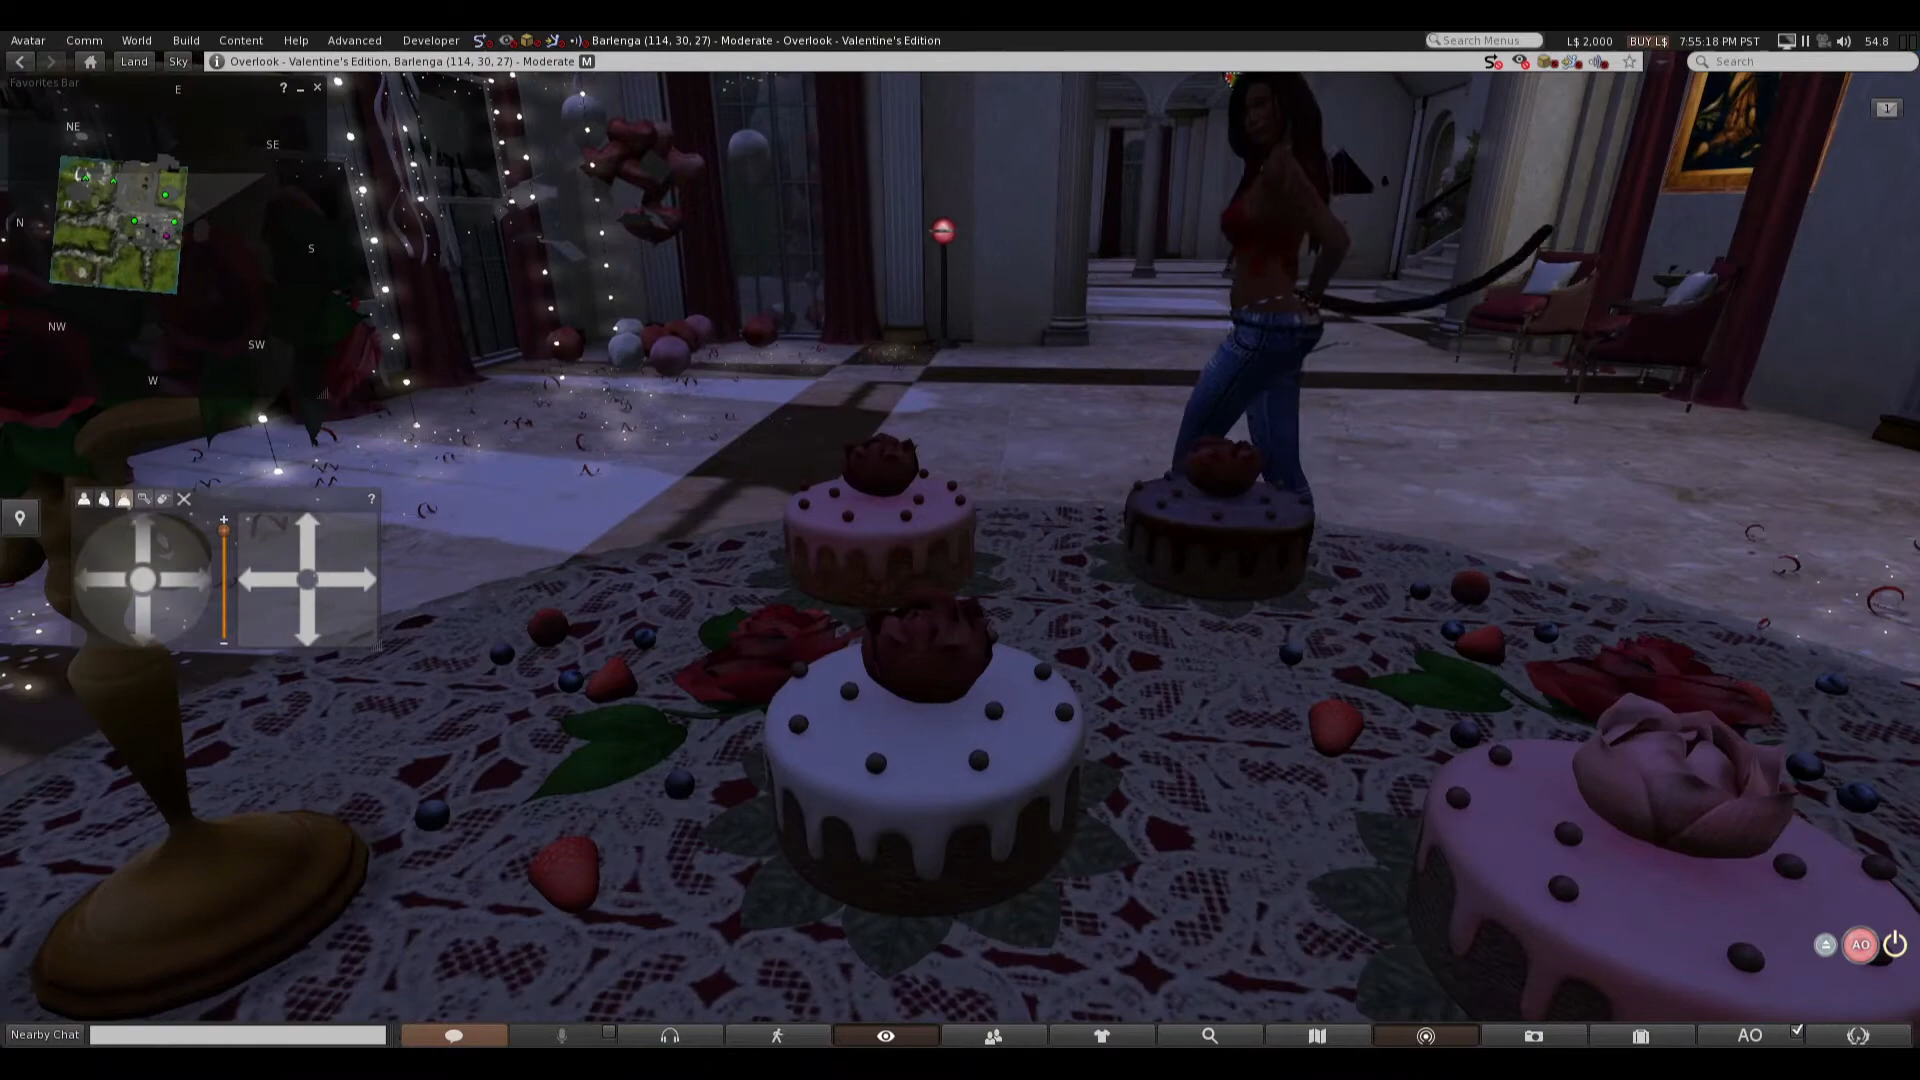 Avatar Comm World Build Content Help Advanced Developer Barlenga (114, 30, 27) - Moderate - Overlook - Valentine's Edition Search Menus L$ 2,000 BUY L$ 7:55:18 PM PST 54.8
Land Sky Overlook - Valentine's Edition, Barlenga (114, 30, 27) - Moderate M Search
Favorites Bar
E ? 
1
NE
SE
N
S
NW
SW
W
?
+
-
AO
Nearby Chat AO